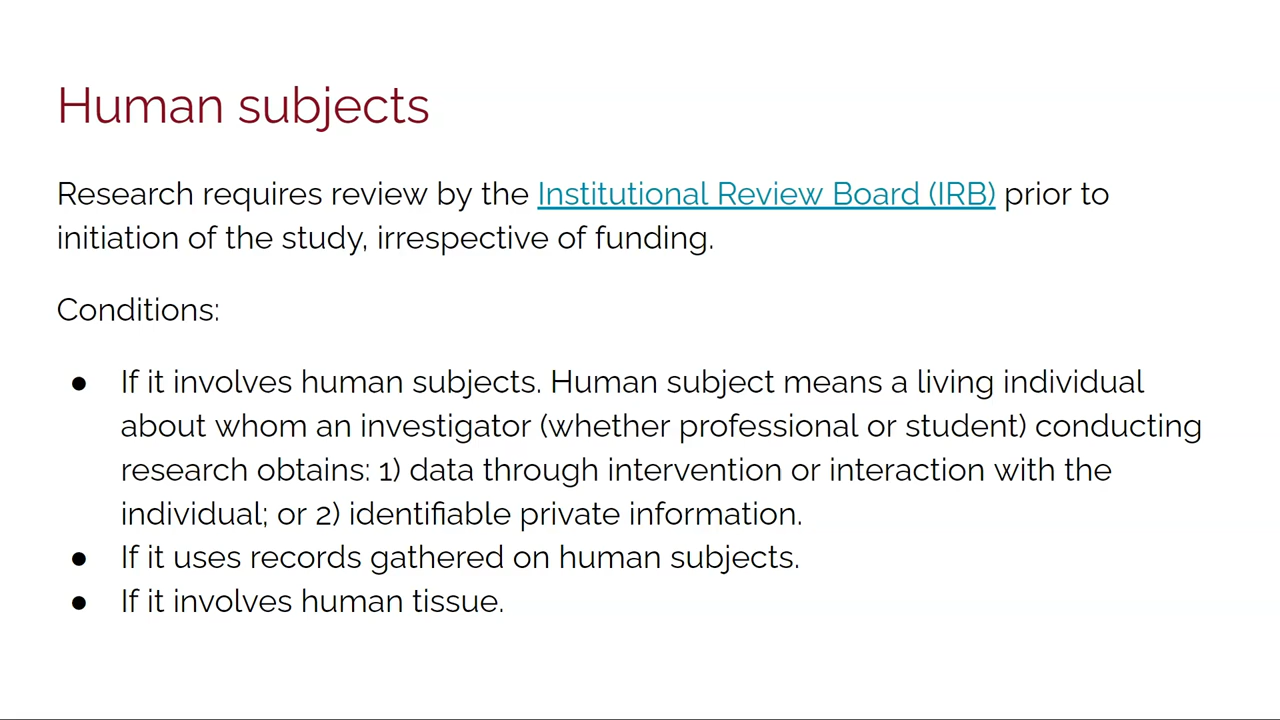 Human subjects
Research requires review by the Institutional Review Board (IRB) prior to
initiation of the study, irrespective of funding.
Conditions:
● If it involves human subjects. Human subject means a living individual
about whom an investigator (whether professional or student) conducting
research obtains: 1) data through intervention or interaction with the
individual; or 2) identifiable private information.
● If it uses records gathered on human subjects.
● If it involves human tissue.